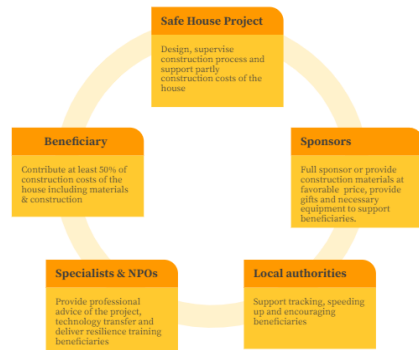 Safe House Project
Design, supervise
construction process and
support partly
construction costs of the
house
Beneficiary
Contribute at least 50% of
construction costs of the
house including materials
& construction
Sponsors
Full sponsor or provide
construction materials at
favorable price, provide
gifts and necessary
equipment to support
beneficiaries.
Specialists & NPOs
Provide professional
advice of the project,
technology transfer and
deliver resilience training
beneficiaries
Local authorities
Support tracking, speeding
up and encouraging
beneficiaries